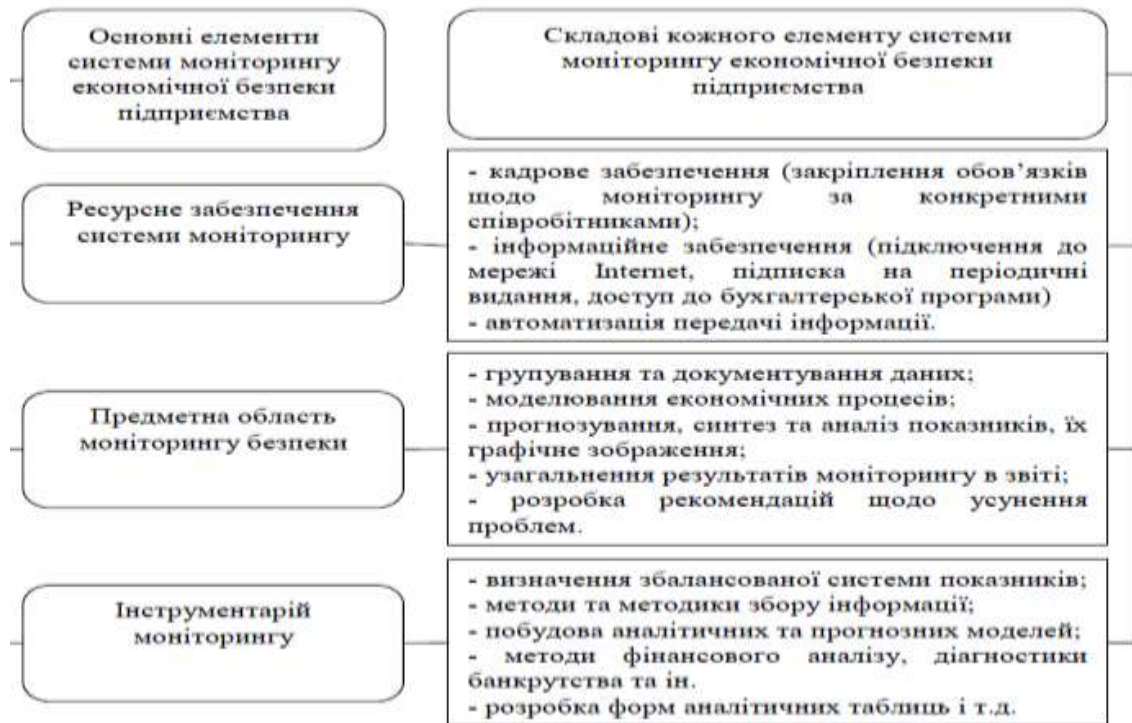 Основні елементи
системи моніторингу
економічної безпеки
підприємства
Складові кожного елементу системи
моніторингу економічної безпеки
підприємства
Ресурсне забезпечення
системи моніторингу
- кадрове забезпечення (закріплення обов’язків
щодо моніторингу за конкретними
співробітниками);
- інформаційне забезпечення (підключення до
мережі Internet, підписка на періодичні
видання, доступ до бухгалтерської програми)
- автоматизація передачі інформації.
Предметна область
моніторингу безпеки
- групування та документування даних;
- моделювання економічних процесів;
- прогнозування, синтез та аналіз показників, їх
графічне зображення;
- узагальнення результатів моніторингу в звіті;
- розробка рекомендацій щодо усунення
проблем.
Інструментарій
моніторингу
- визначення збалансованої системи показників;
- методи та методики збору інформації;
- побудова аналітичних та прогнозних моделей;
- методи фінансового аналізу, діагностики
банкрутства та ін.
- розробка форм аналітичних таблиць і т.д.